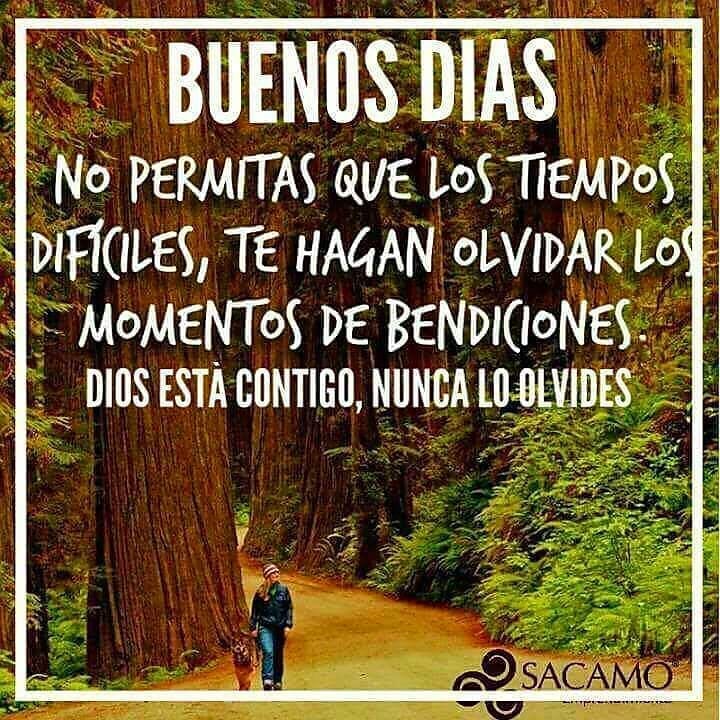 BUENOS DIAS
NO PERMITAS QUE LOS TIEMPOS
DIFÍCILES, TE HAGAN OLVIDAR LOS
MOMENTOS DE BENDICIONES.
DIOS ESTÀ CONTIGO, NUNCA LO OLVIDES
SACAMO®
Emprendimiento